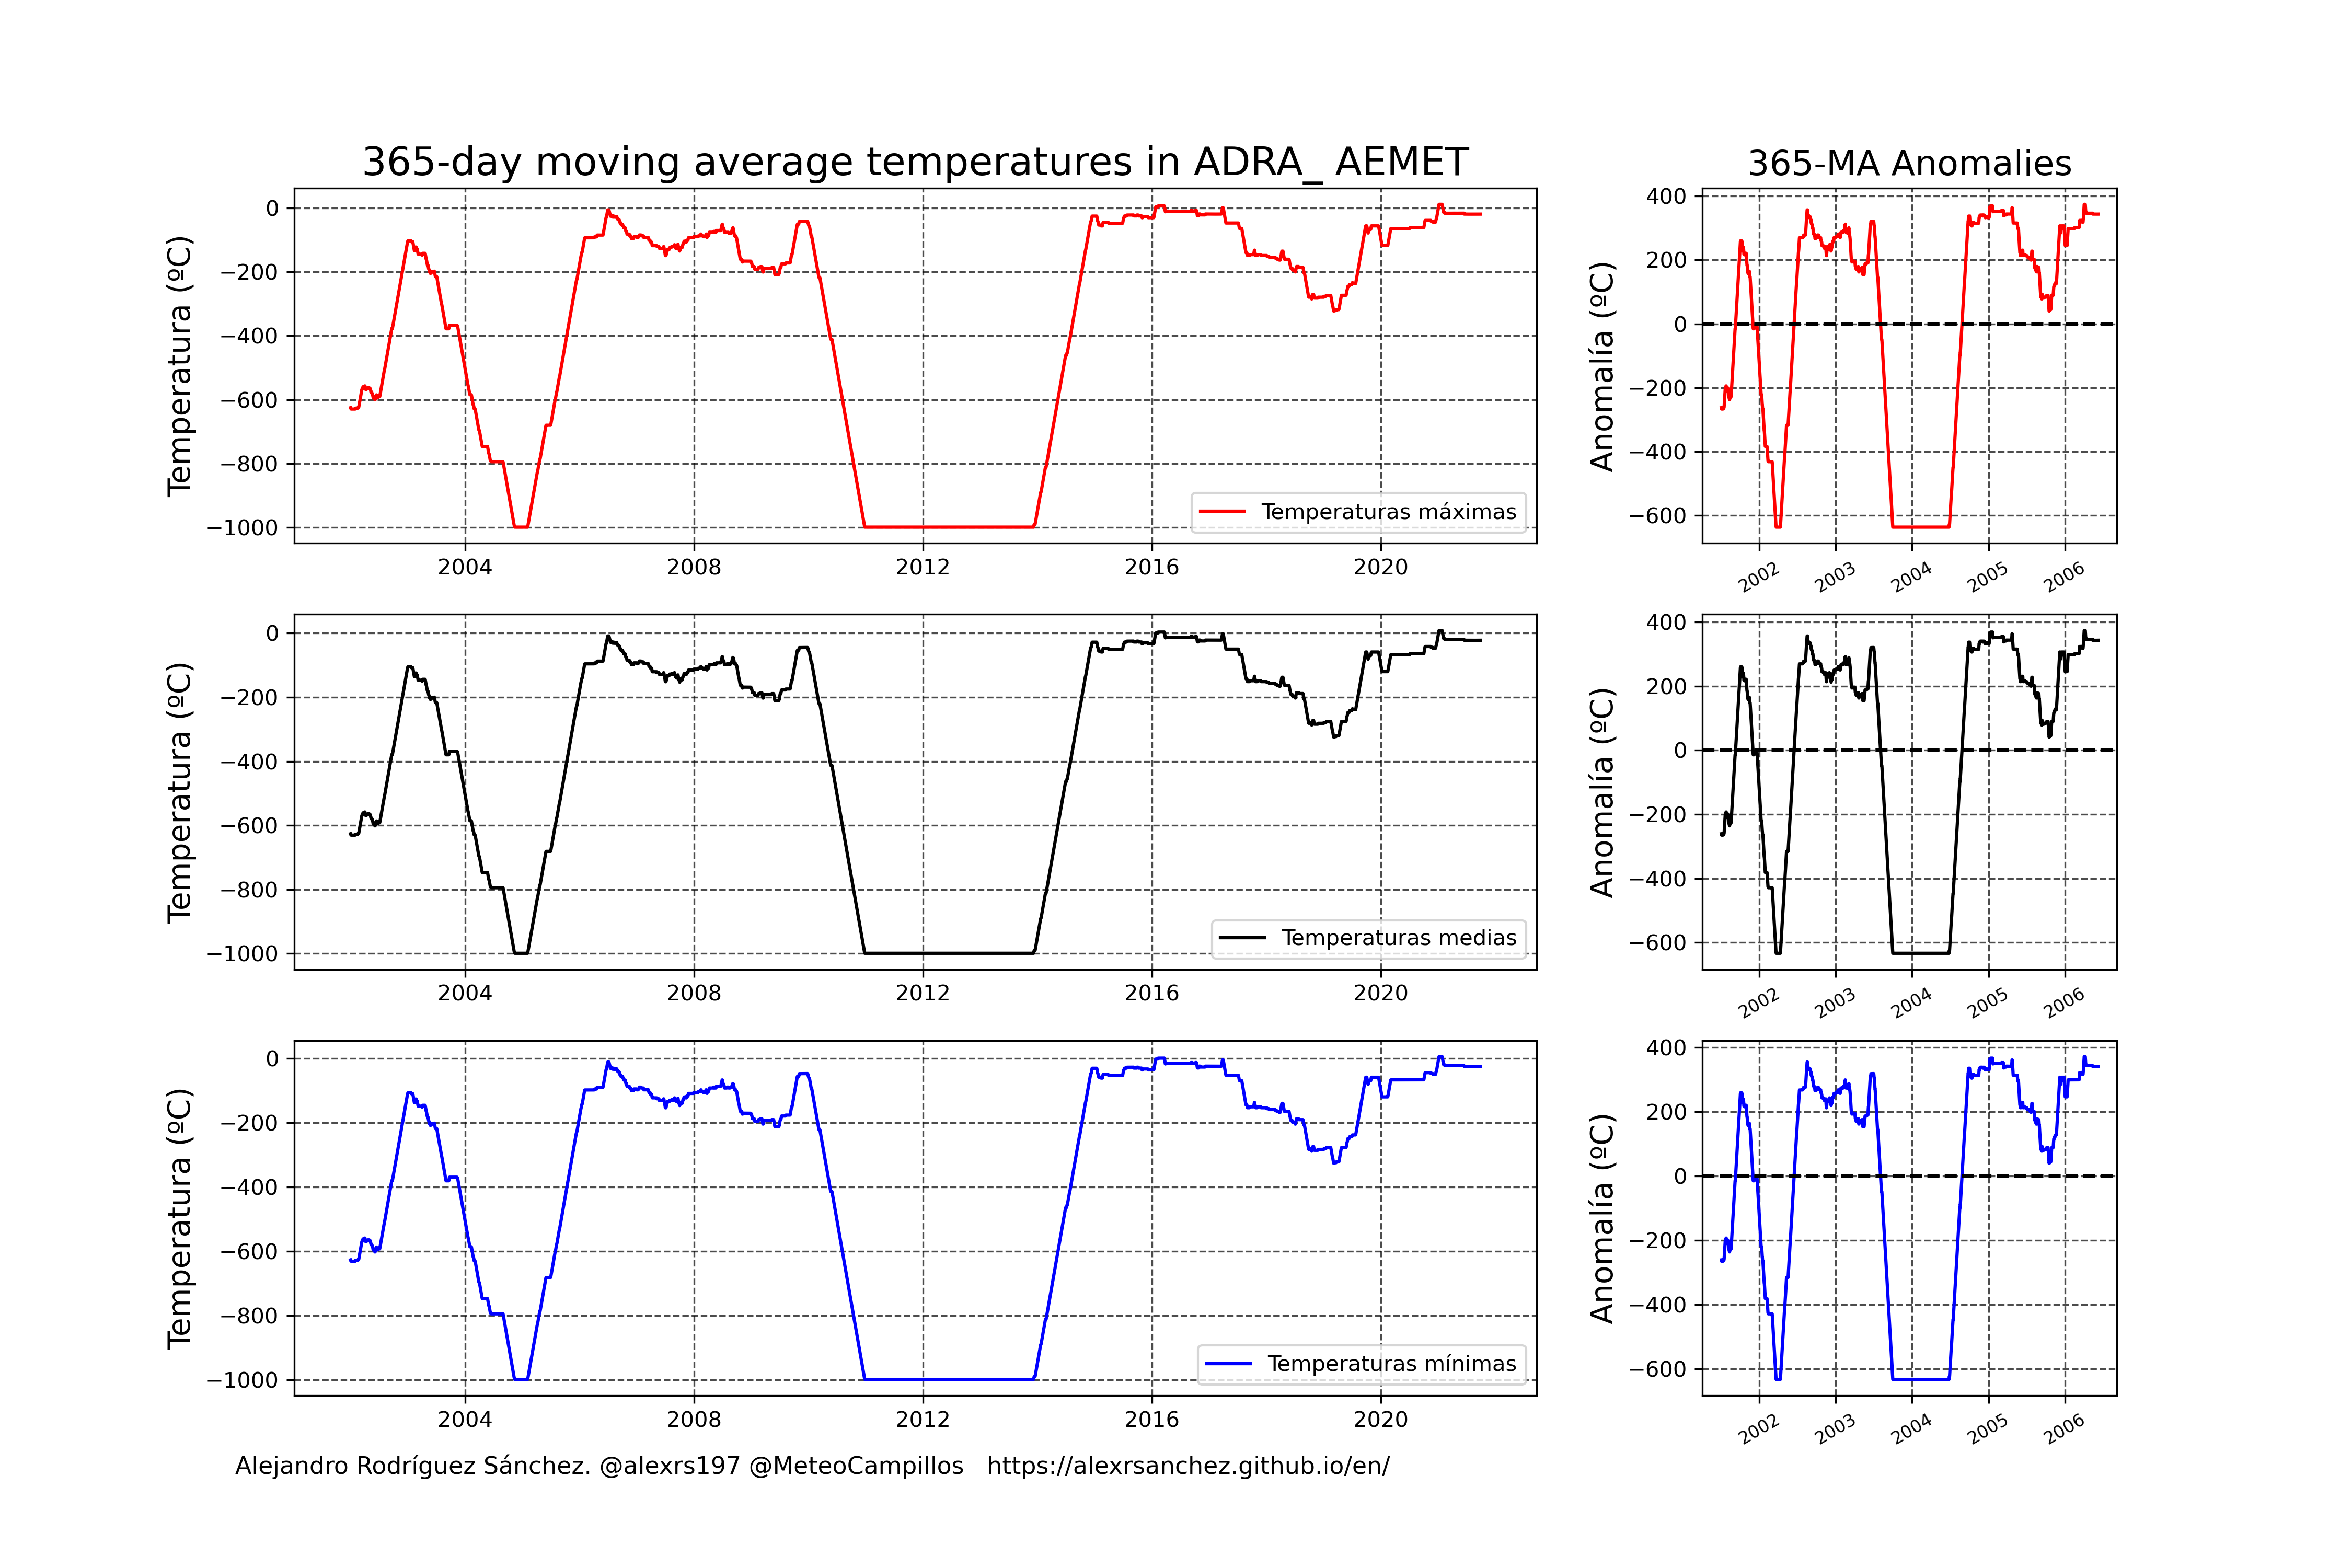 365-day moving average temperatures in ADRA_ AEMET
Temperatura (ºC)
0
−200
−400
−600
−800
−1000
2004 2008 2012 2016 2020
Temperaturas máximas
365-MA Anomalies
Anomalía (ºC)
400
200
0
−200
−400
−600
2002 2003 2004 2005 2006
Temperatura (ºC)
0
−200
−400
−600
−800
−1000
2004 2008 2012 2016 2020
Temperaturas medias
Anomalía (ºC)
400
200
0
−200
−400
−600
2002 2003 2004 2005 2006
Temperatura (ºC)
0
−200
−400
−600
−800
−1000
2004 2008 2012 2016 2020
Temperaturas mínimas
Anomalía (ºC)
400
200
0
−200
−400
−600
2002 2003 2004 2005 2006
Alejandro Rodríguez Sánchez. @alexrs197 @MeteoCampillos https://alexrsanchez.github.io/en/